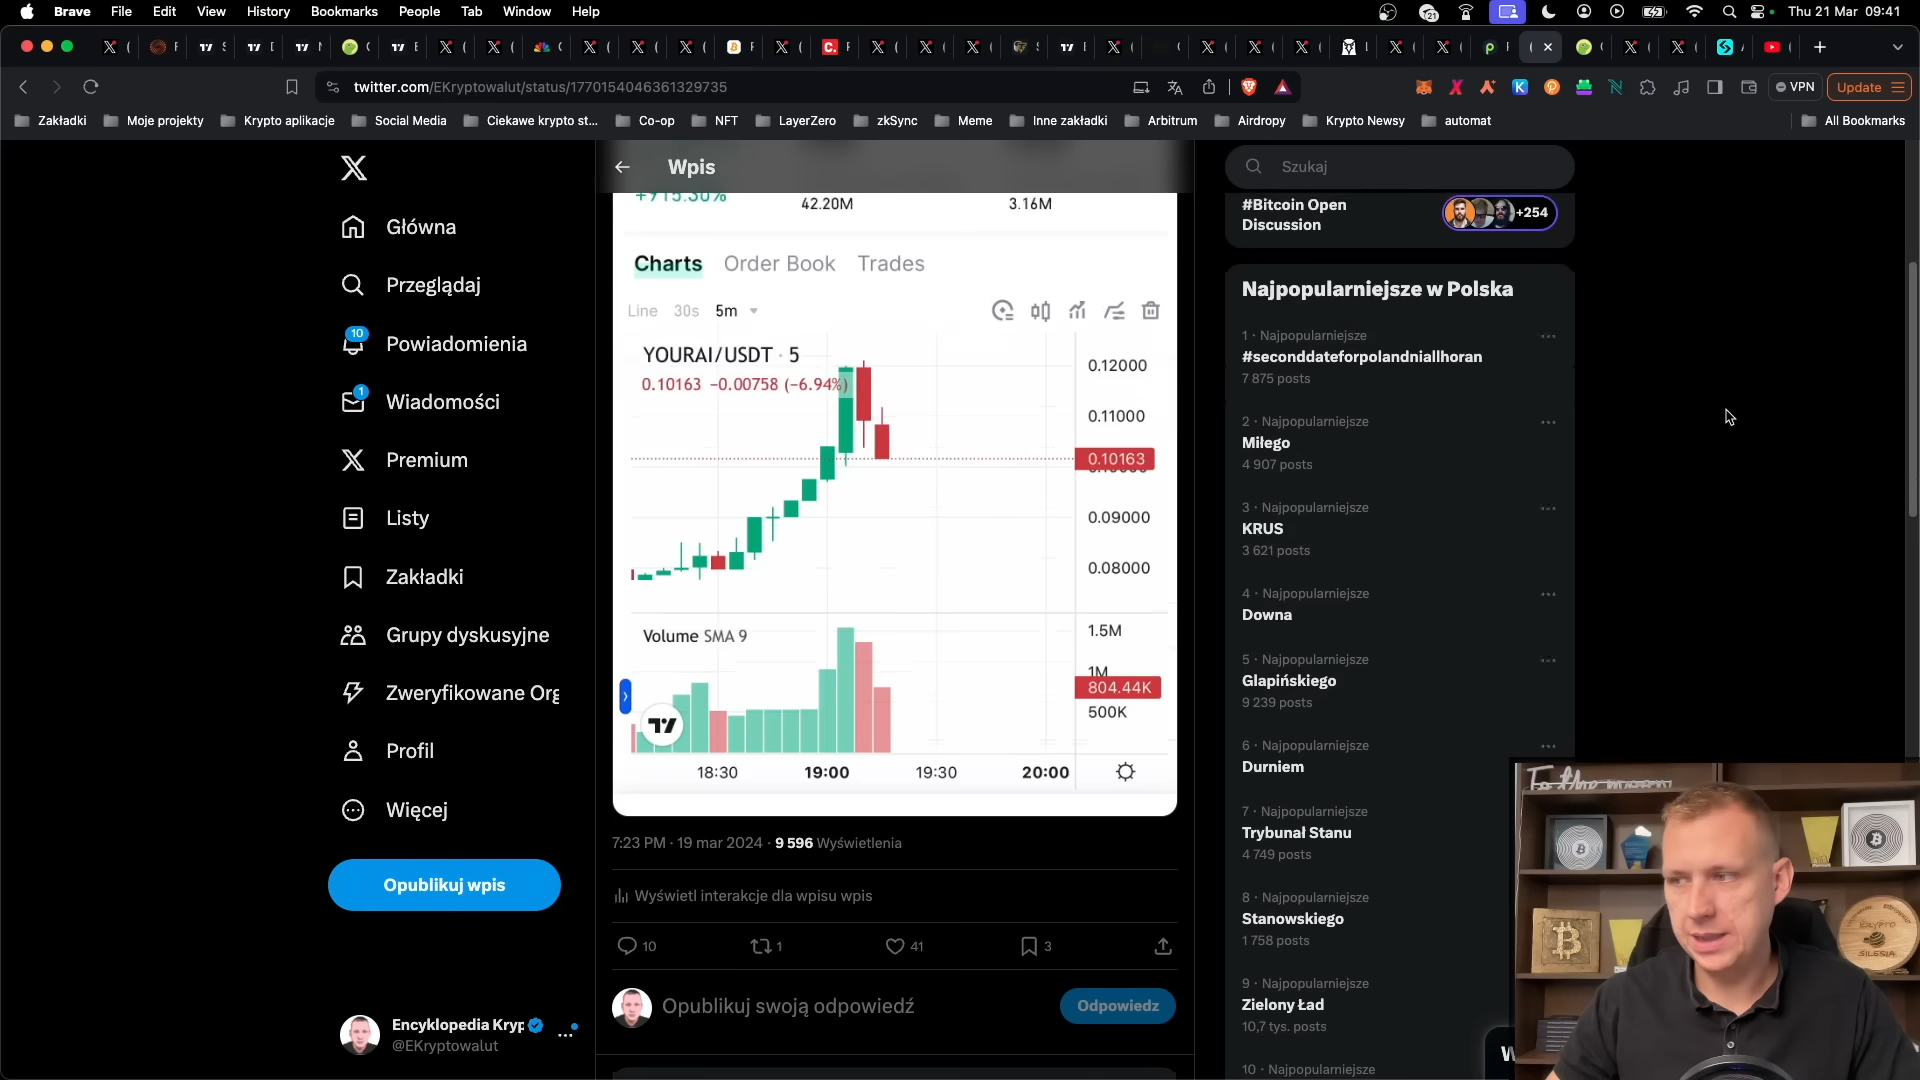 Brave File Edit View History Bookmarks People Tab Window Help
21
Thu 21 Mar 09:41
twitter.com/EKryptowalut/status/1770154046361329735
VPN
Update
Zakładki
Moje projekty
Krypto aplikacje
Social Media
Ciekawe krypto st...
Co-op
NFT
LayerZero
zkSync
Meme
Inne zakładki
Arbitrum
Airdropy
Krypto Newsy
automat
All Bookmarks
Główna
Przeglądaj
10
Powiadomienia
1
Wiadomości
Premium
Listy
Zakładki
Grupy dyskusyjne
Zweryfikowane Org
Profil
Więcej
Opublikuj wpis
Encyklopedia Kryp
@EKryptowalut
Wpis
+915.30%
42.20M
3.16M
Charts Order Book Trades
Line 30s 5m
YOURAI/USDT · 5
0.10163 −0.00758 (−6.94%)
0.12000
0.11000
0.10163
0.09000
0.08000
Volume SMA 9
1.5M
1M
804.44K
500K
18:30 19:00 19:30 20:00
7:23 PM · 19 mar 2024 · 9 596 Wyświetlenia
Wyświetl interakcje dla wpisu wpis
10 1 41 3
Opublikuj swoją odpowiedź
Odpowiedz
Szukaj
#Bitcoin Open
Discussion
+254
Najpopularniejsze w Polska
1 · Najpopularniejsze
#seconddateforpolandniallhoran
7 875 posts
2 · Najpopularniejsze
Miłego
4 907 posts
3 · Najpopularniejsze
KRUS
3 621 posts
4 · Najpopularniejsze
Downa
5 · Najpopularniejsze
Glapińskiego
9 239 posts
6 · Najpopularniejsze
Durniem
7 · Najpopularniejsze
Trybunał Stanu
4 749 posts
8 · Najpopularniejsze
Stanowskiego
1 758 posts
9 · Najpopularniejsze
Zielony Ład
10,7 tys. posts
10 · Najpopularniejsze
W
To the moon
KRYPTO
SILESIA